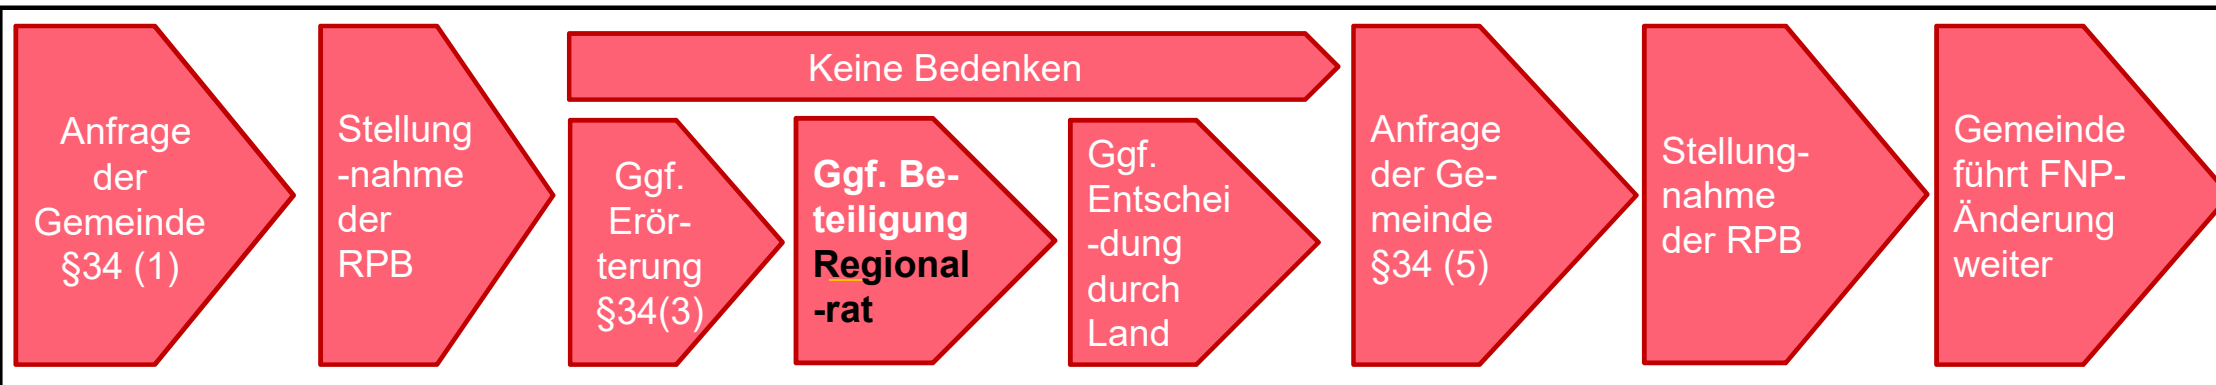 Anfrage
der
Gemeinde
§34 (1)
Stellung
-nahme
der
RPB
Keine Bedenken
Ggf.
Erör-
terung
§34(3)
Ggf. Be-
teiligung
Regional
-rat
Ggf.
Entschei
-dung
durch
Land
Anfrage
der Ge-
meinde
§34 (5)
Stellung-
nahme
der RPB
Gemeinde
führt FNP-
Änderung
weiter